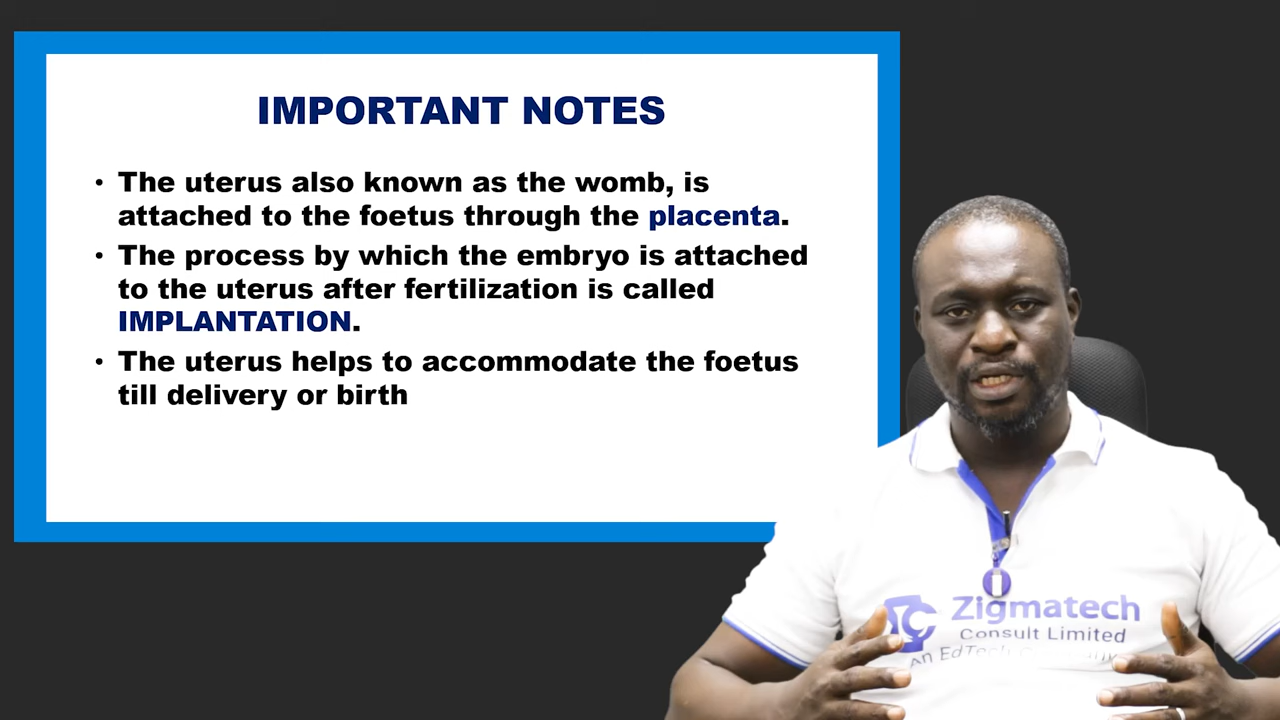 IMPORTANT NOTES
• The uterus also known as the womb, is
attached to the foetus through the placenta.
• The process by which the embryo is attached
to the uterus after fertilization is called
IMPLANTATION.
• The uterus helps to accommodate the foetus
till delivery or birth
Zigmatech
Consult Limited
An EdTech